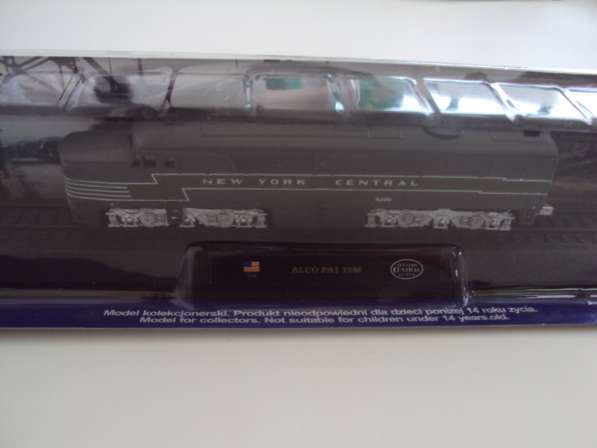 NEW YORK CENTRAL
ALCO PA1 1946
Model kolekcjonerski. Produkt nieodpowiedni dla dzieci poniżej 14 roku życia.
Model for collectors. Not suitable for children under 14 years.old.